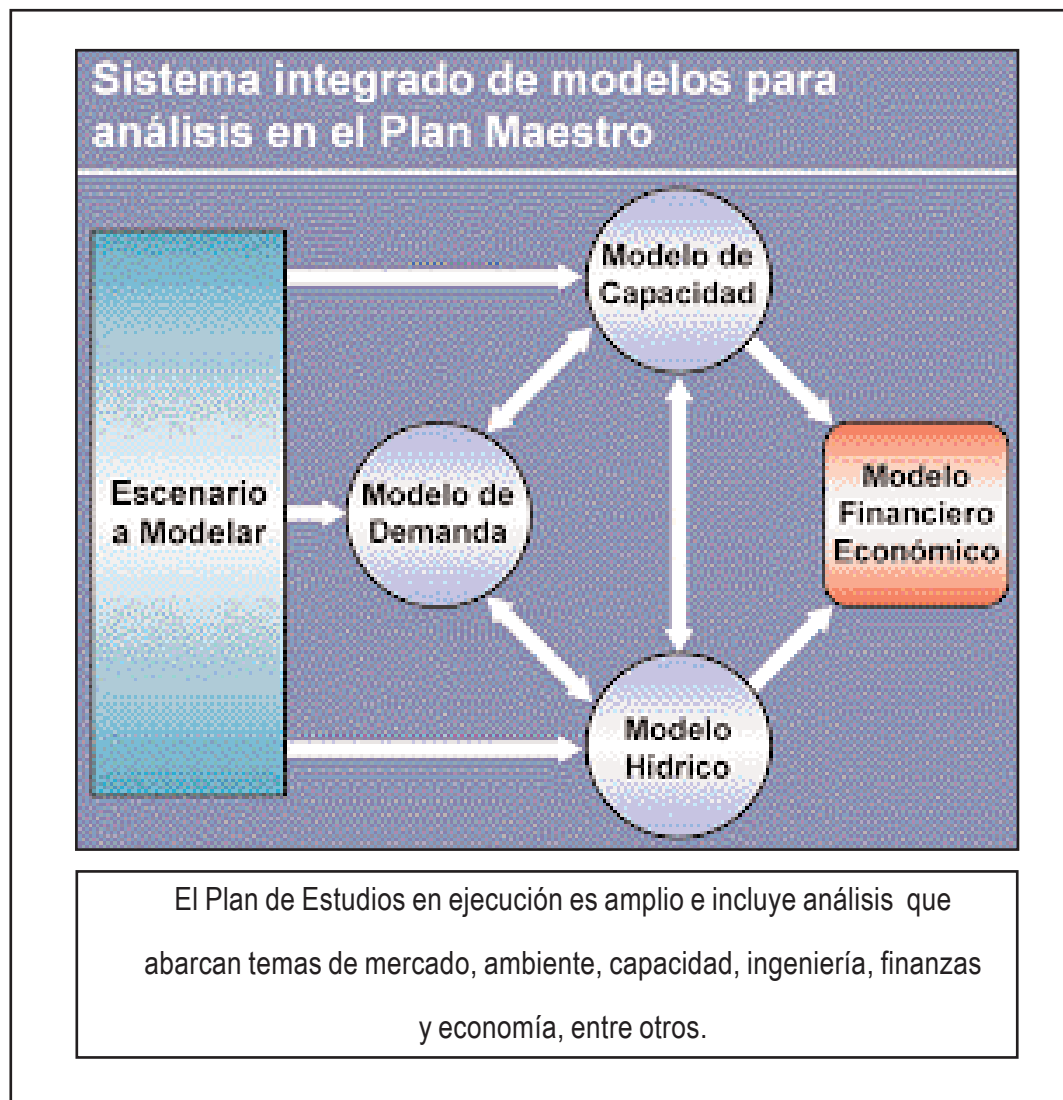 Sistema integrado de modelos para
análisis en el Plan Maestro
Modelo de
Capacidad
Escenario
a Modelar
Modelo de
Demanda
Modelo
Financiero
Económico
Modelo
Hídrico
El Plan de Estudios en ejecución es amplio e incluye análisis que
abarcan temas de mercado, ambiente, capacidad, ingeniería, finanzas
y economía, entre otros.